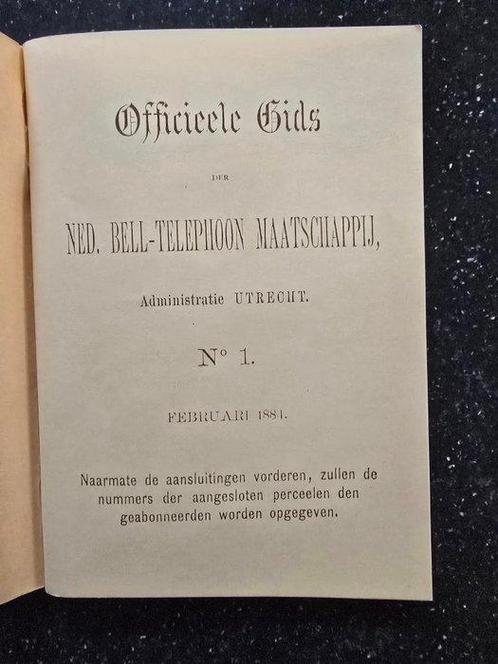 Officieele Gids
DER
NED. BELL-TELEPHOON MAATSCHAPPIJ,
Administratie UTRECHT.
No 1.
FEBRUARI 1884.
Naarmate de aansluitingen vorderen, zullen de
nummers der aangesloten perceelen den
geabonneerden worden opgegeven.